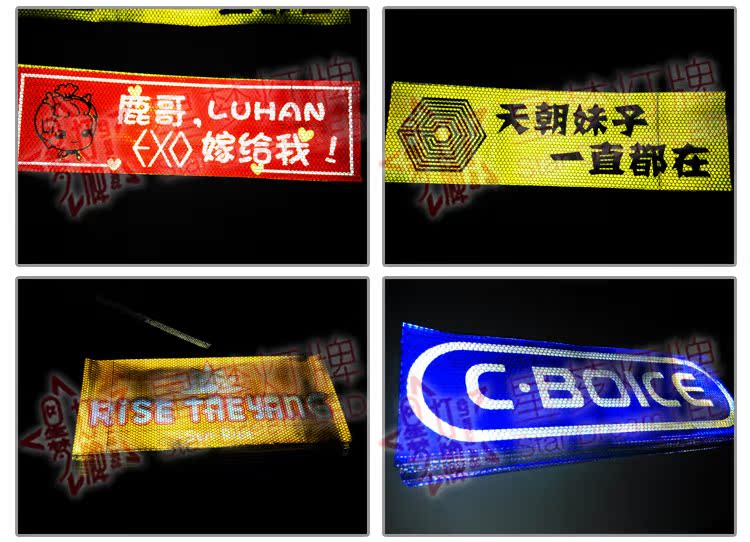 鹿哥, LUHAN
EXO 嫁给我!
天朝妹子
一直都在
RISE TAEYANG
C·BOICE